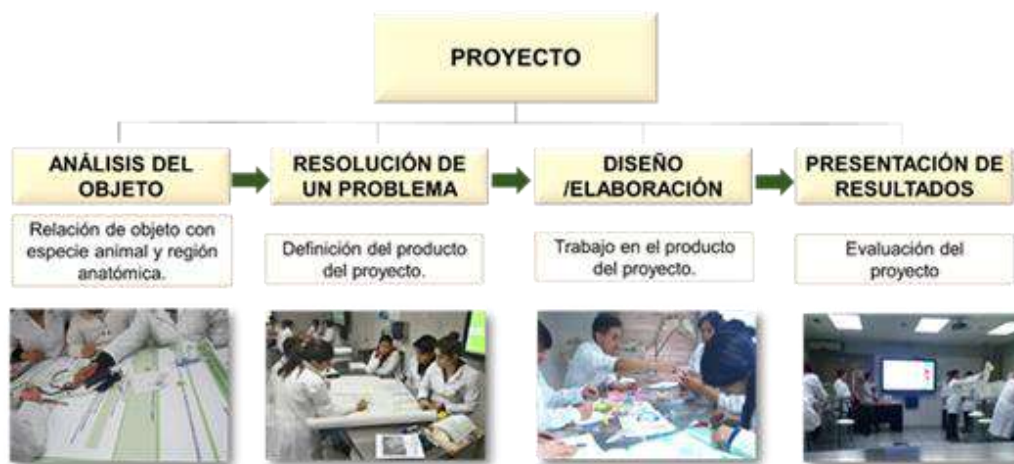 PROYECTO
ANÁLISIS DEL
OBJETO
RESOLUCIÓN DE
UN PROBLEMA
DISEÑO
/ELABORACIÓN
PRESENTACIÓN DE
RESULTADOS
Relación de objeto con
especie animal y región
anatómica.
Definición del producto
del proyecto.
Trabajo en el producto
del proyecto.
Evaluación del
proyecto